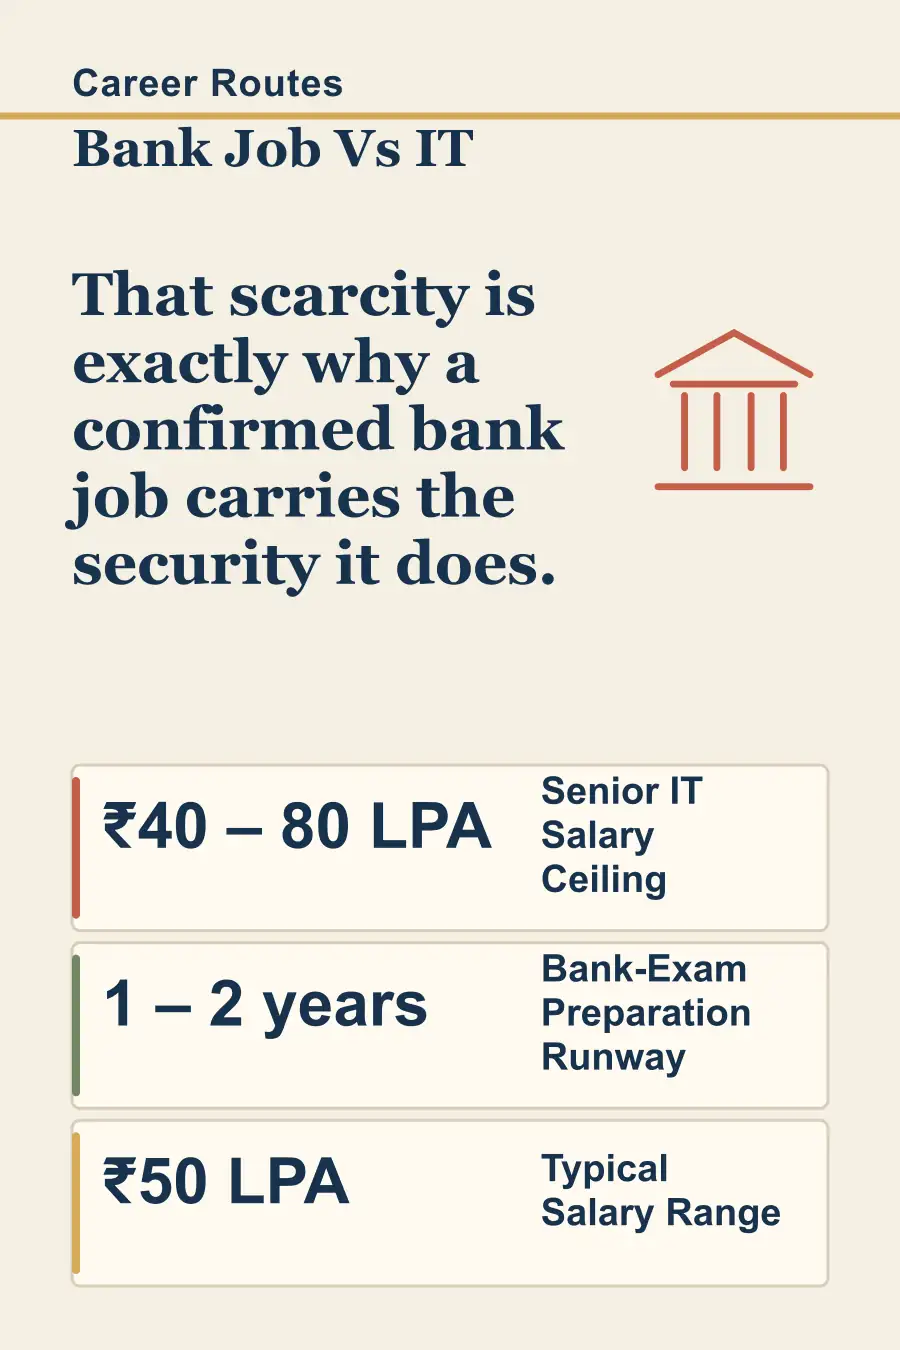 Career Routes
Bank Job Vs IT
That scarcity is
exactly why a
confirmed bank
job carries the
security it does.
₹40 – 80 LPA
Senior IT
Salary
Ceiling
1 – 2 years
Bank-Exam
Preparation
Runway
₹50 LPA
Typical
Salary Range